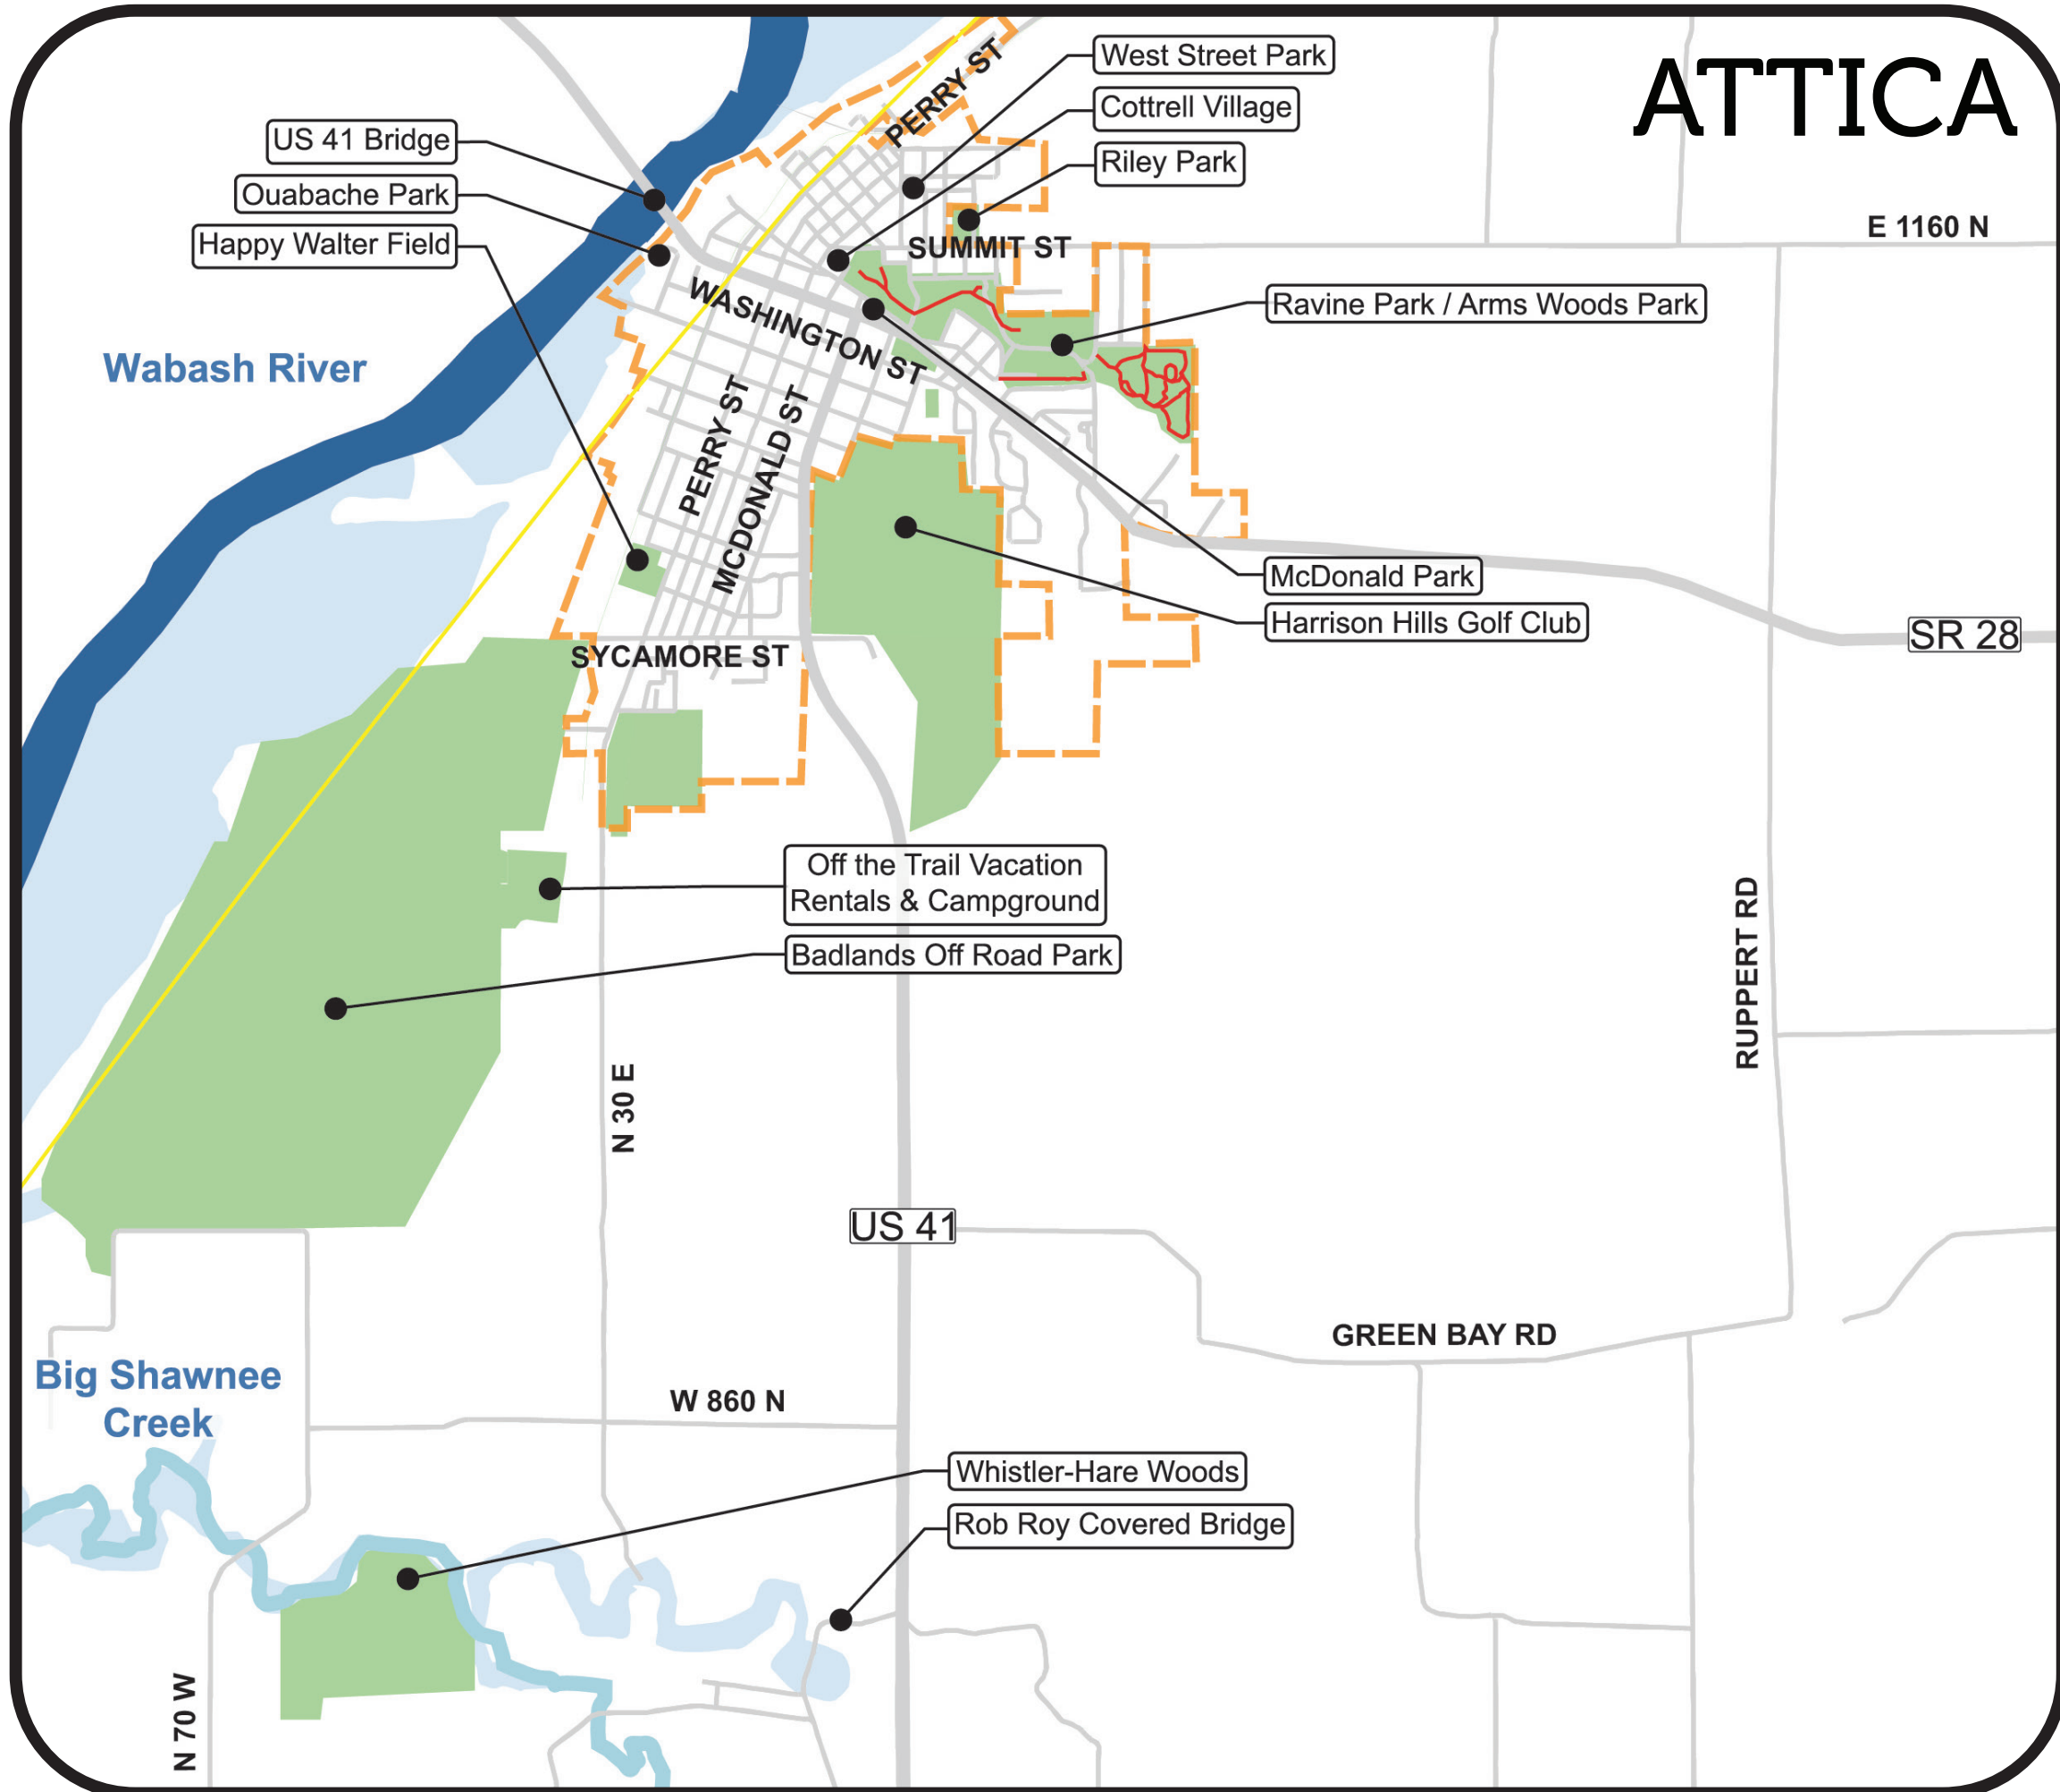 ATTICA
West Street Park
Cottrell Village
Riley Park
PERRY ST
US 41 Bridge
Ouabache Park
Happy Walter Field
SUMMIT ST
E 1160 N
Ravine Park / Arms Woods Park
WASHINGTON ST
Wabash River
PERRY ST
MCDONALD ST
McDonald Park
Harrison Hills Golf Club
SR 28
SYCAMORE ST
Off the Trail Vacation
Rentals & Campground
Badlands Off Road Park
RUPPERT RD
N 30 E
US 41
GREEN BAY RD
Big Shawnee
Creek
W 860 N
Whistler-Hare Woods
Rob Roy Covered Bridge
N 70 W